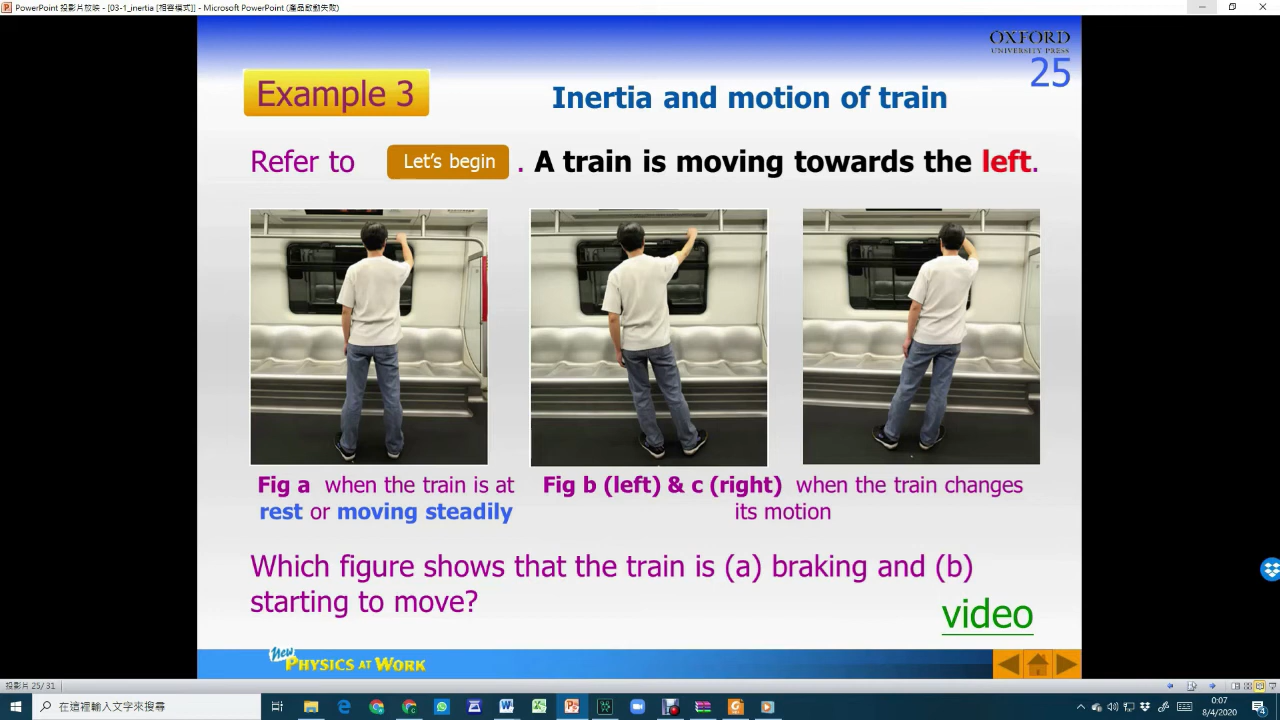 PowerPoint 投影片放映 - [03-1_inertia [相容模式]] - Microsoft PowerPoint (產品啟動失敗)
OXFORD
UNIVERSITY PRESS
25
Example 3
Inertia and motion of train
Refer to Let's begin . A train is moving towards the left.
Fig a when the train is at
rest or moving steadily
Fig b (left) & c (right) when the train changes
its motion
Which figure shows that the train is (a) braking and (b)
starting to move?
video
New PHYSICS AT WORK
投影片 25/31
在這裡輸入文字來搜尋
0:07
8/4/2020